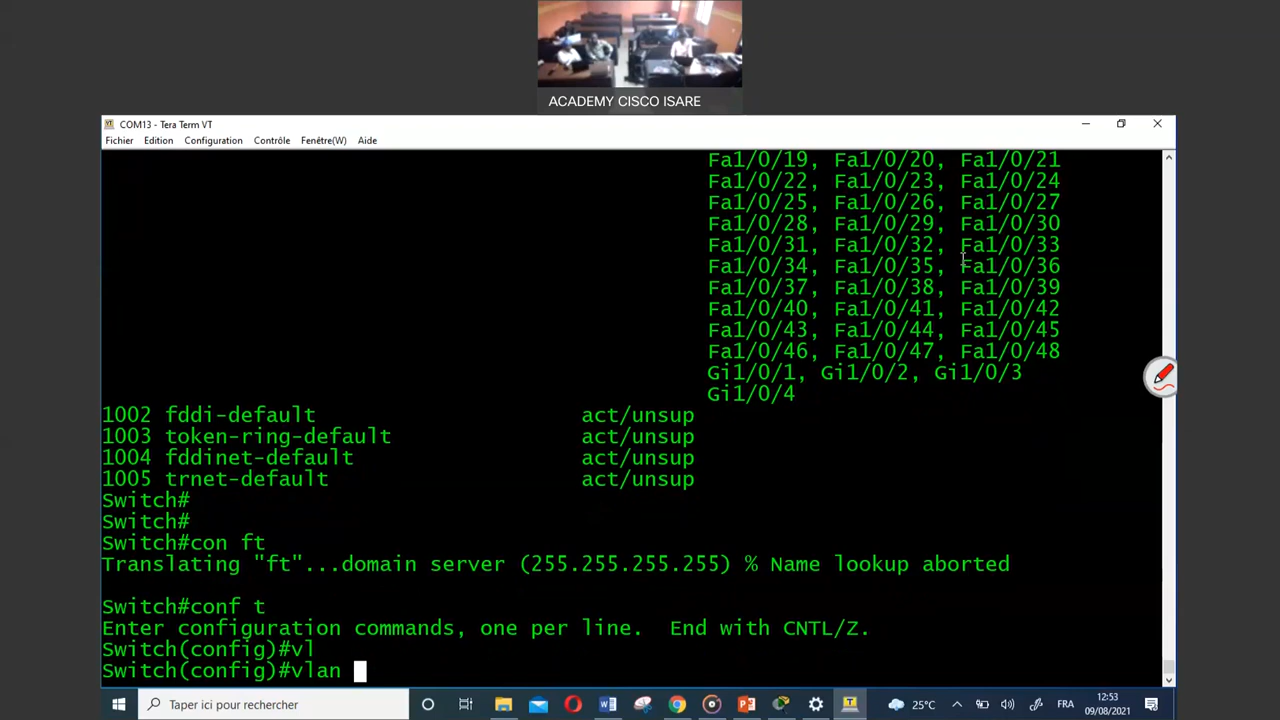 ACADEMY CISCO ISARE
COM13 - Tera Term VT
Fichier Edition Configuration Contrôle Fenêtre(W) Aide
Fa1/0/19, Fa1/0/20, Fa1/0/21
Fa1/0/22, Fa1/0/23, Fa1/0/24
Fa1/0/25, Fa1/0/26, Fa1/0/27
Fa1/0/28, Fa1/0/29, Fa1/0/30
Fa1/0/31, Fa1/0/32, Fa1/0/33
Fa1/0/34, Fa1/0/35, Fa1/0/36
Fa1/0/37, Fa1/0/38, Fa1/0/39
Fa1/0/40, Fa1/0/41, Fa1/0/42
Fa1/0/43, Fa1/0/44, Fa1/0/45
Fa1/0/46, Fa1/0/47, Fa1/0/48
Gi1/0/1, Gi1/0/2, Gi1/0/3
Gi1/0/4
1002 fddi-default act/unsup
1003 token-ring-default act/unsup
1004 fddinet-default act/unsup
1005 trnet-default act/unsup
Switch#
Switch#
Switch#con ft
Translating "ft"...domain server (255.255.255.255) % Name lookup aborted
Switch#conf t
Enter configuration commands, one per line. End with CNTL/Z.
Switch(config)#vl
Switch(config)#vlan
Taper ici pour rechercher
25°C
FRA
12:53
09/08/2021